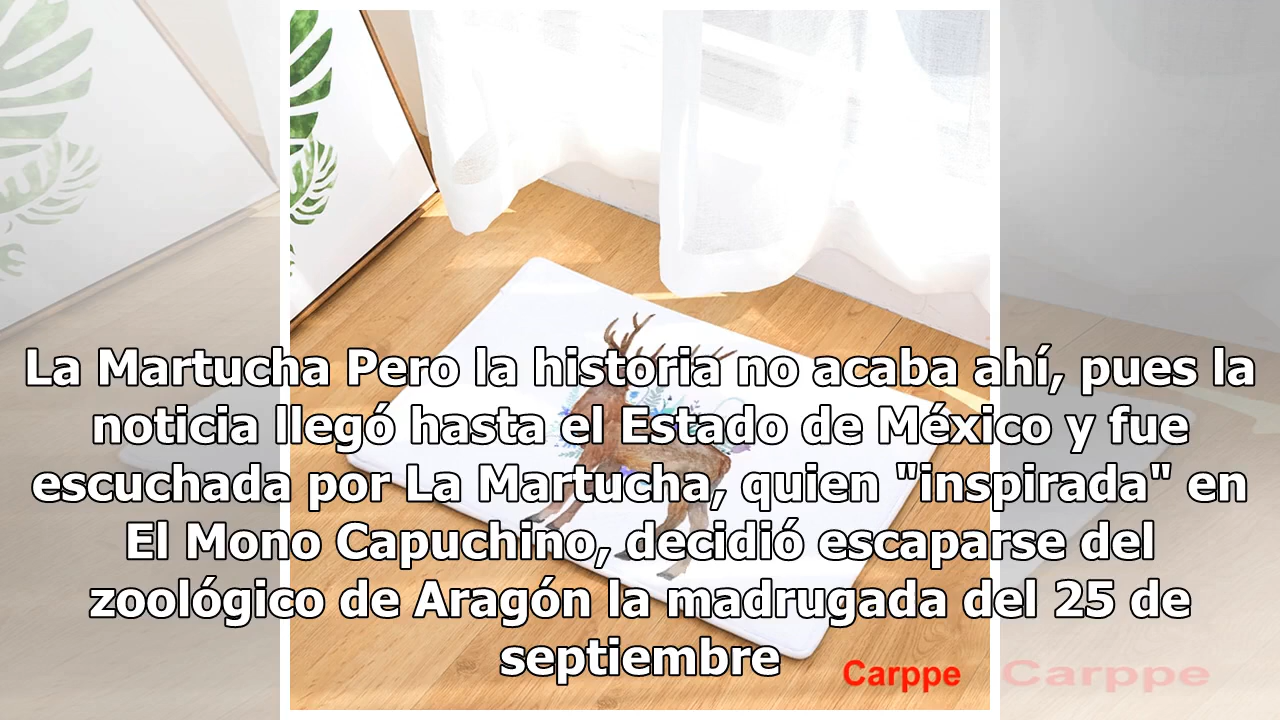 La Martucha Pero la historia no acaba ahí, pues la
noticia llegó hasta el Estado de México y fue
escuchada por La Martucha, quien "inspirada" en
El Mono Capuchino, decidió escaparse del
zoológico de Aragón la madrugada del 25 de
septiembre
Carppe
Carppe